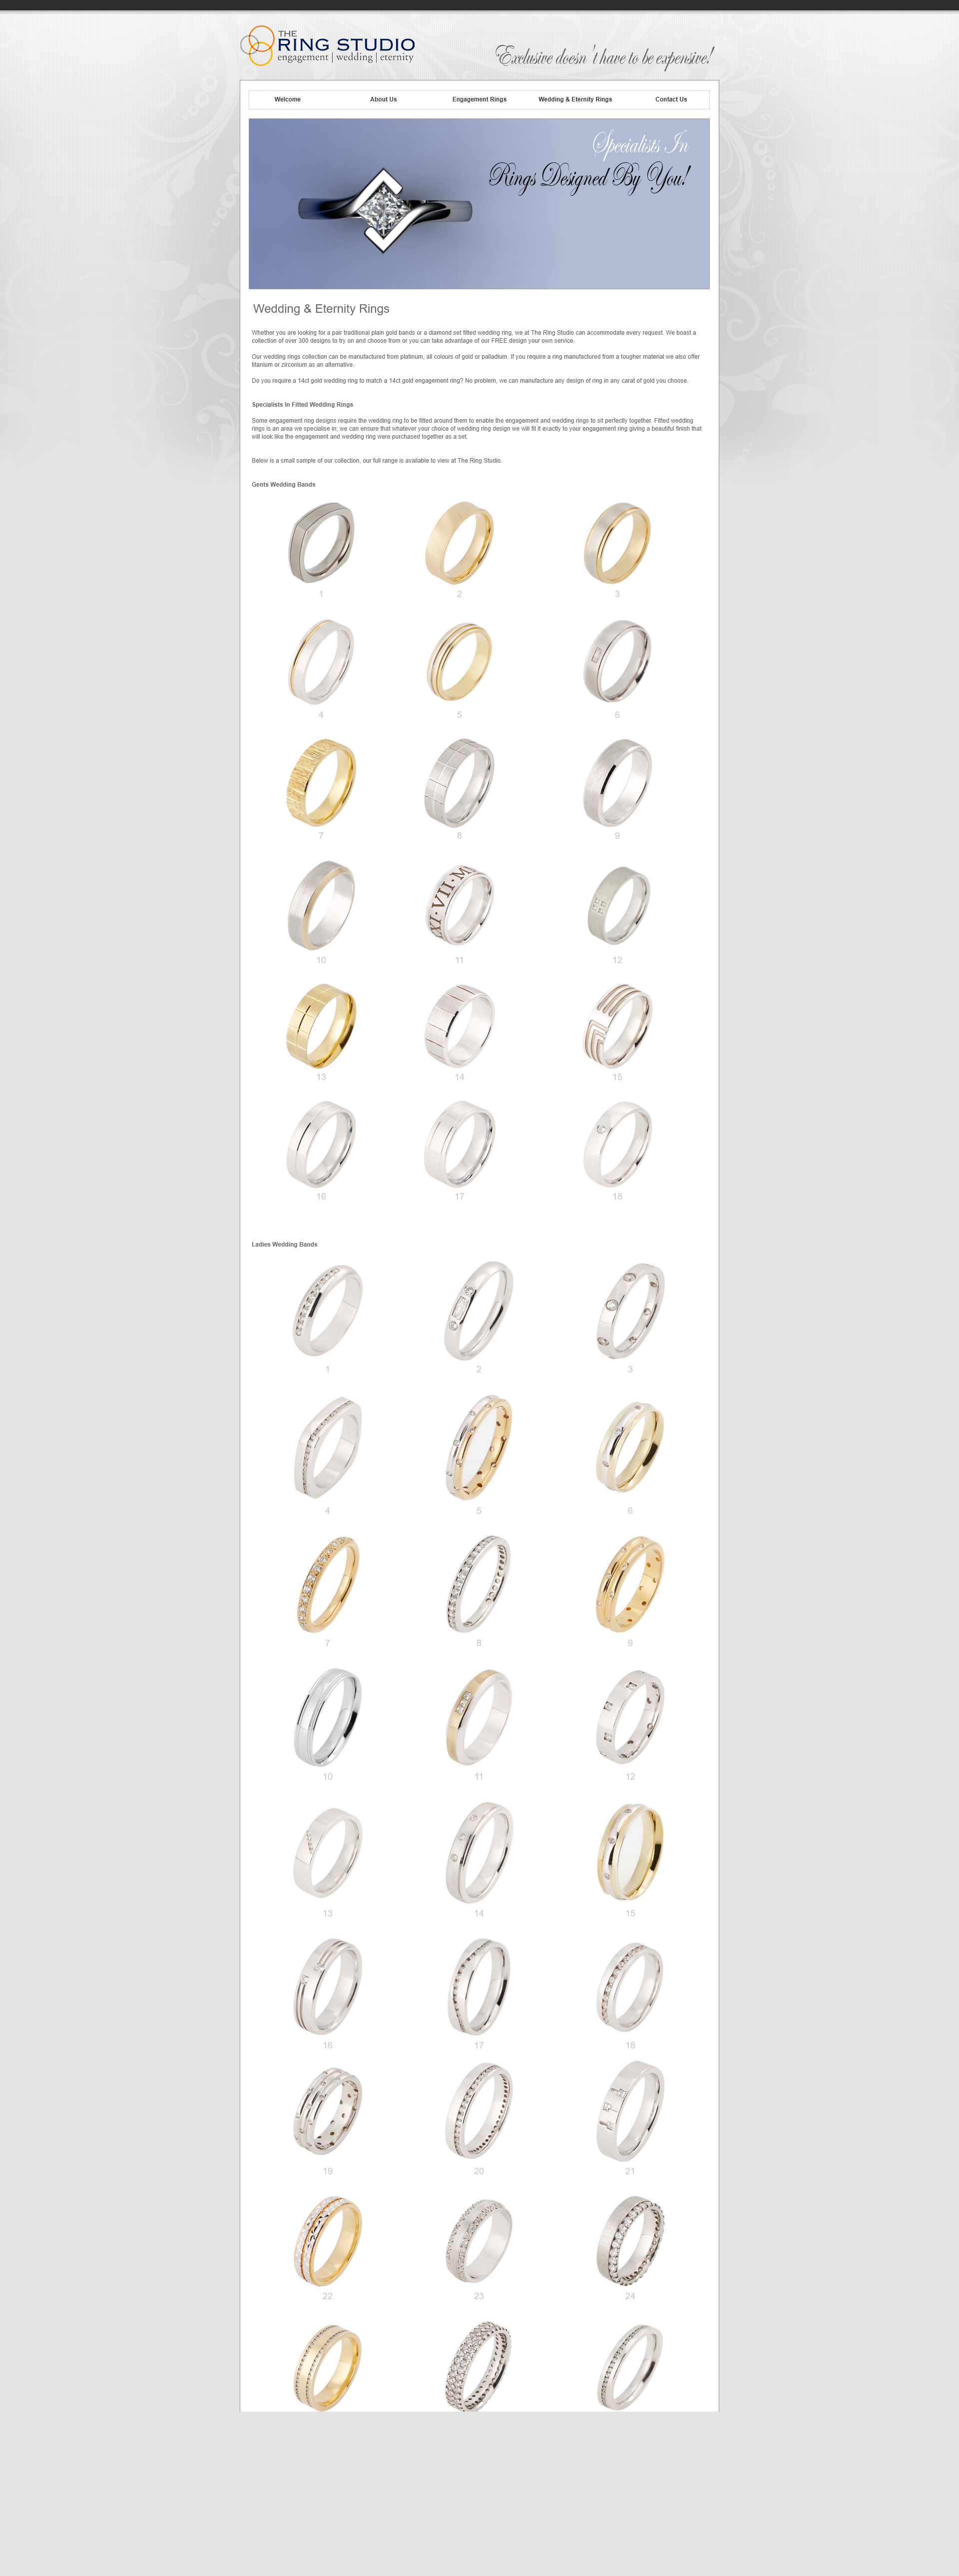 THE
RING STUDIO
engagement | wedding | eternity
Exclusive doesn't have to be expensive!
Welcome
About Us
Engagement Rings
Wedding & Eternity Rings
Contact Us
Specialists In
Rings Designed By You!
Wedding & Eternity Rings
Whether you are looking for a pair traditional plain gold bands or a diamond set fitted wedding ring, we at The Ring Studio can accommodate every request. We boast a
collection of over 300 designs to try on and choose from or you can take advantage of our FREE design your own service.
Our wedding rings collection can be manufactured from platinum, all colours of gold or palladium. If you require a ring manufactured from a tougher material we also offer
titanium or zirconium as an alternative.
Do you require a 14ct gold wedding ring to match a 14ct gold engagement ring? No problem, we can manufacture any design of ring in any carat of gold you choose.
Specialists In Fitted Wedding Rings
Some engagement ring designs require the wedding ring to be fitted around them to enable the engagement and wedding rings to sit perfectly together. Fitted wedding
rings is an area we specialise in; we can ensure that whatever your choice of wedding ring design we will fit it exactly to your engagement ring giving a beautiful finish that
will look like the engagement and wedding ring were purchased together as a set.
Below is a small sample of our collection, our full range is available to view at The Ring Studio.
Gents Wedding Bands
1
2
3
4
5
6
7
8
9
XI·VII·M
10
11
12
13
14
15
16
17
18
Ladies Wedding Bands
1
2
3
4
5
6
7
8
9
10
11
12
13
14
15
16
17
18
19
20
21
22
23
24